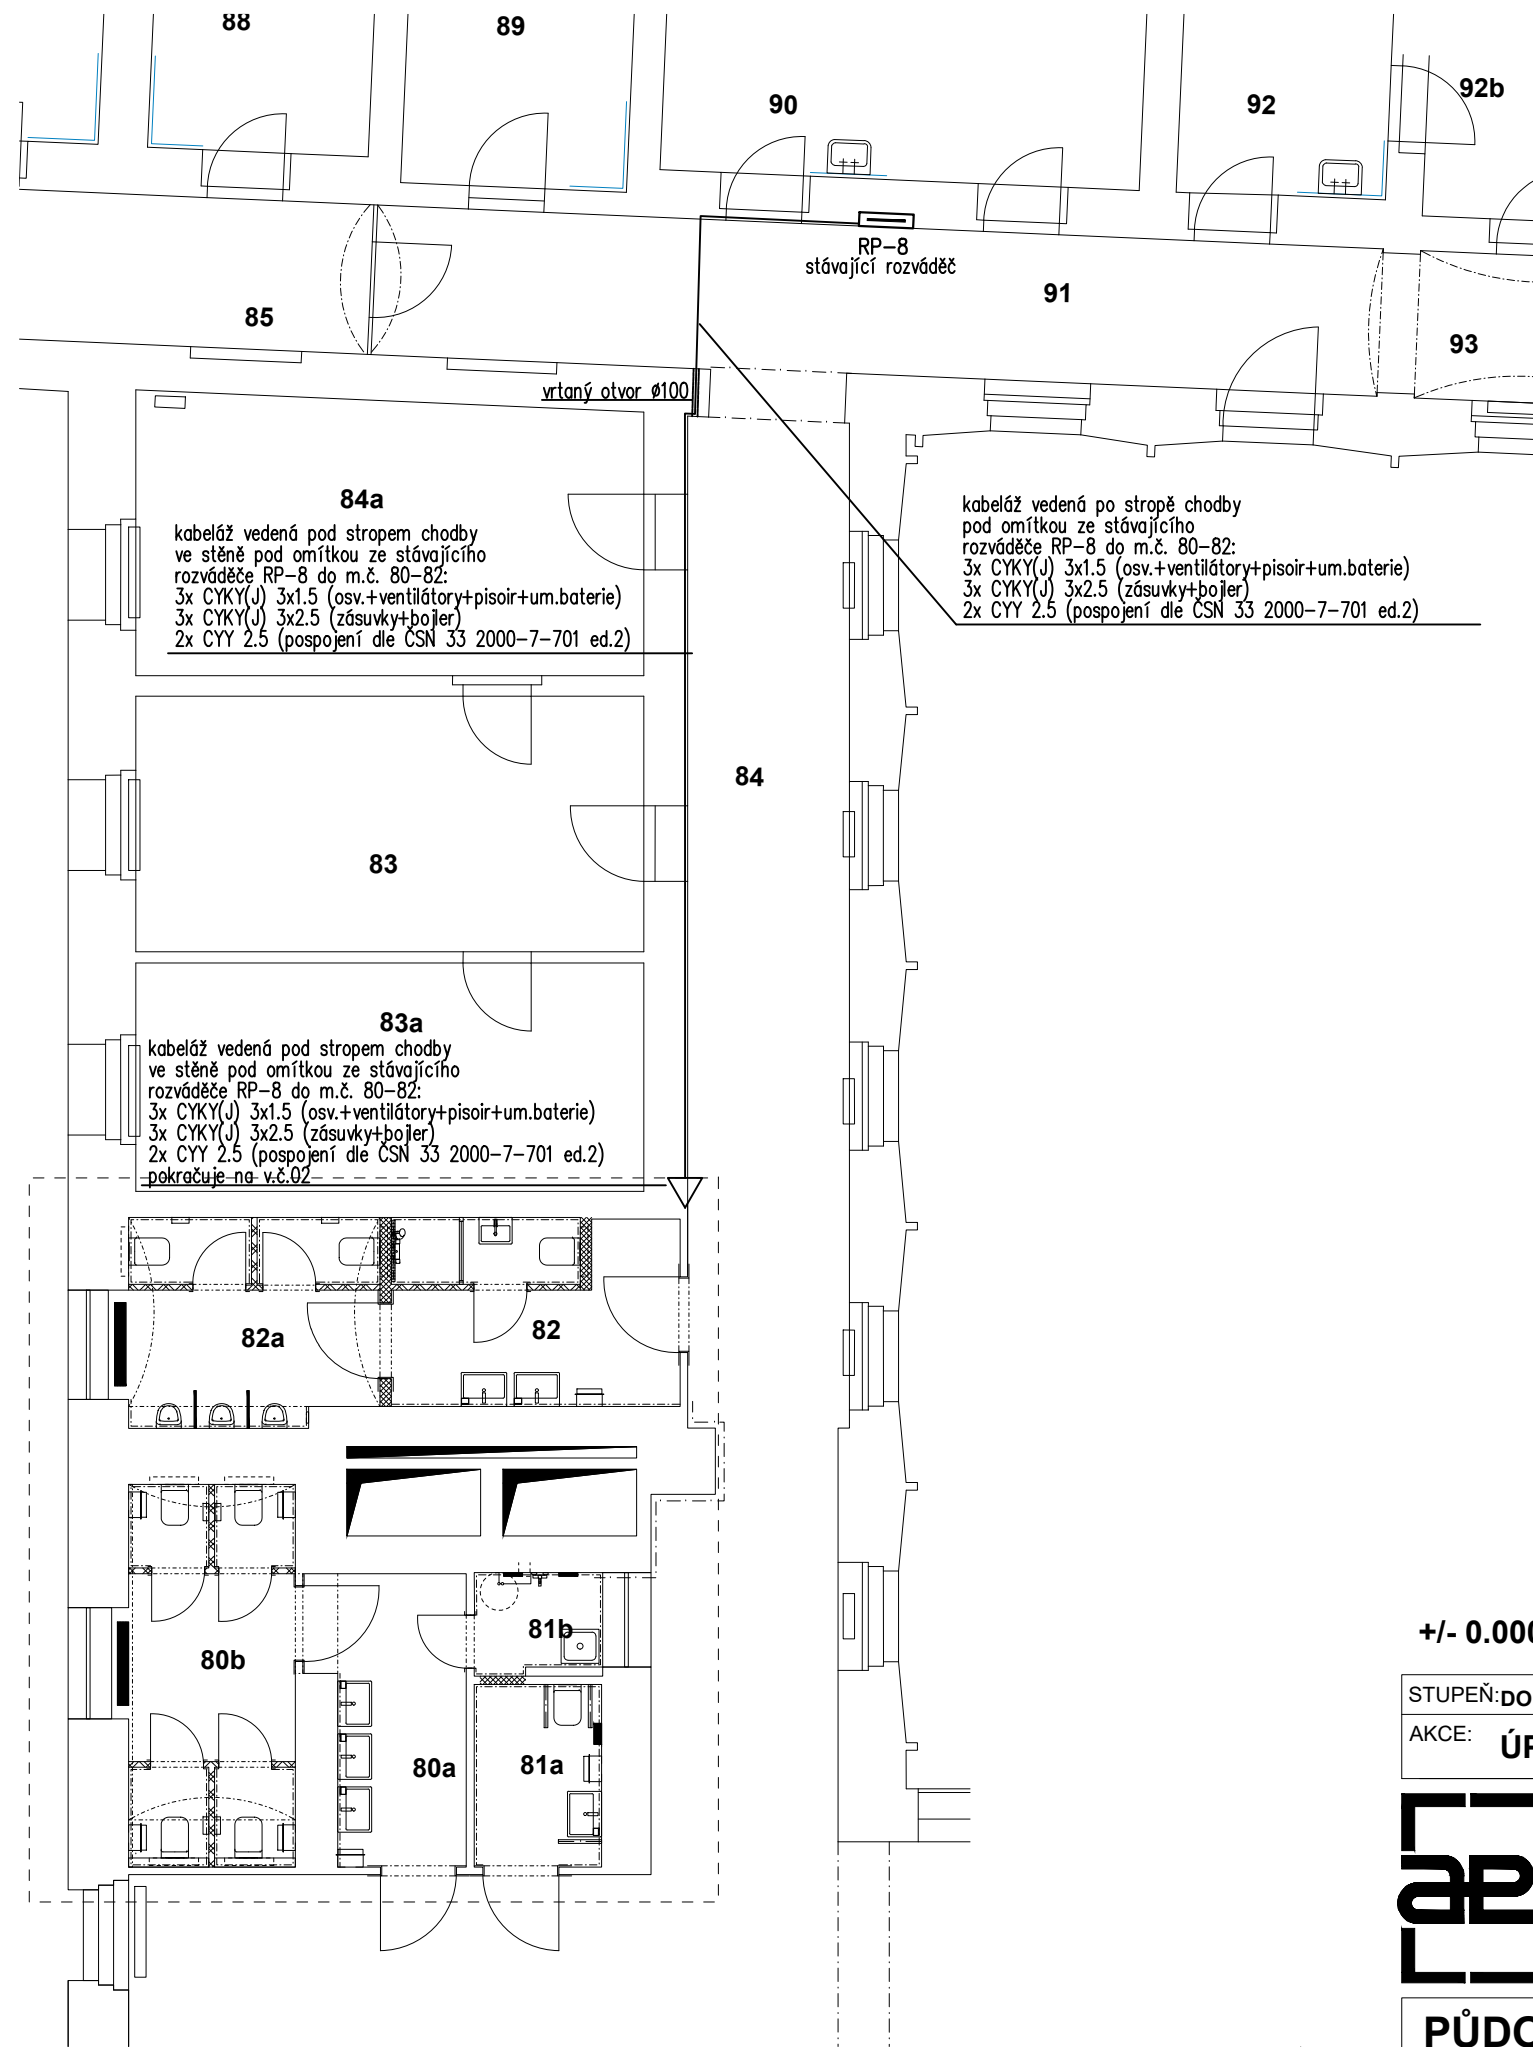 88
89
90
92
92b
RP-8
stávající rozváděč
91
85
93
vrtaný otvor ø100
84a
kabeláž vedená pod stropem chodby
ve stěně pod omítkou ze stávajícího
rozváděče RP-8 do m.č. 80-82:
3x CYKY(J) 3x1.5 (osv.+ventilátory+pisoir+um.baterie)
3x CYKY(J) 3x2.5 (zásuvky+bojler)
2x CYY 2.5 (pospojení dle ČSN 33 2000-7-701 ed.2)
kabeláž vedená po stropě chodby
pod omítkou ze stávajícího
rozváděče RP-8 do m.č. 80-82:
3x CYKY(J) 3x1.5 (osv.+ventilátory+pisoir+um.baterie)
3x CYKY(J) 3x2.5 (zásuvky+bojler)
2x CYY 2.5 (pospojení dle ČSN 33 2000-7-701 ed.2)
84
83
83a
kabeláž vedená pod stropem chodby
ve stěně pod omítkou ze stávajícího
rozváděče RP-8 do m.č. 80-82:
3x CYKY(J) 3x1.5 (osv.+ventilátory+pisoir+um.baterie)
3x CYKY(J) 3x2.5 (zásuvky+bojler)
2x CYY 2.5 (pospojení dle ČSN 33 2000-7-701 ed.2)
pokračuje na v.č.02
82a
82
81b
80b
80a
81a
+/- 0.000
STUPEŇ: DO
AKCE: ÚP
PŮDO